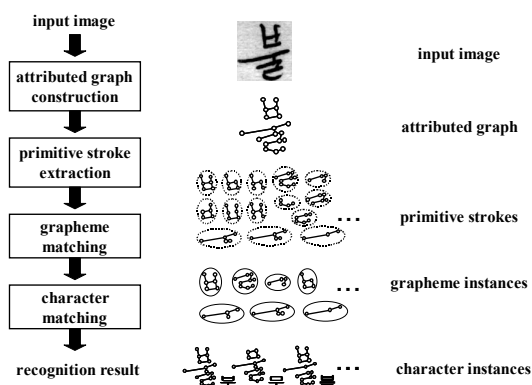 input image
attributed graph
construction
primitive stroke
extraction
grapheme
matching
character
matching
recognition result
불
...
...
...
input image
attributed graph
primitive strokes
grapheme instances
character instances